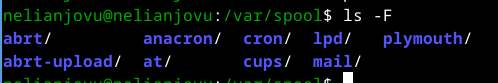 nelianjovu@nelianjovu:/var/spool$ ls -F
abrt/ anacron/ cron/ lpd/ plymouth/
abrt-upload/ at/ cups/ mail/